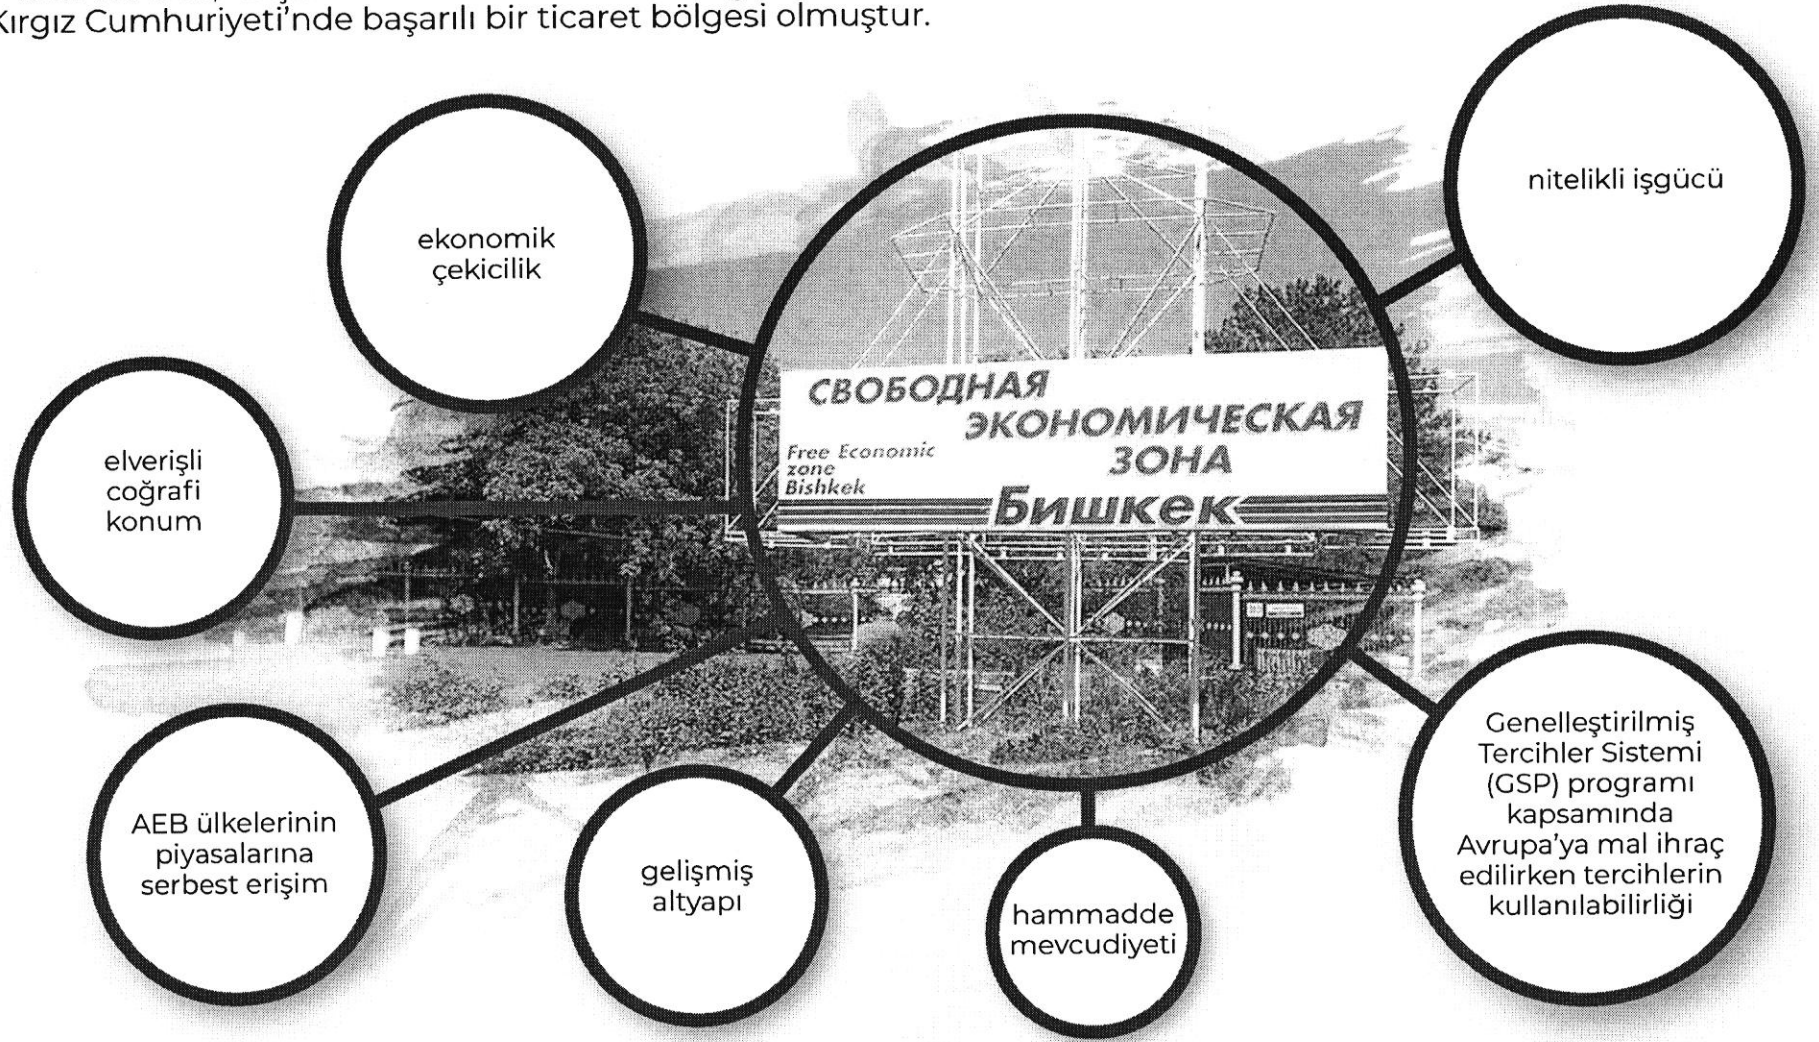 Kırgız Cumhuriyeti'nde başarılı bir ticaret bölgesi olmuştur.
ekonomik
çekicilik
nitelikli işgücü
elverişli
coğrafi
konum
СВОБОДНАЯ
ЭКОНОМИЧЕСКАЯ
ЗОНА
Бишкек
Free Economic
zone
Bishkek
AEB ülkelerinin
piyasalarına
serbest erişim
gelişmiş
altyapı
hammadde
mevcudiyeti
Genelleştirilmiş
Tercihler Sistemi
(GSP) programı
kapsamında
Avrupa'ya mal ihraç
edilirken tercihlerin
kullanılabilirliği